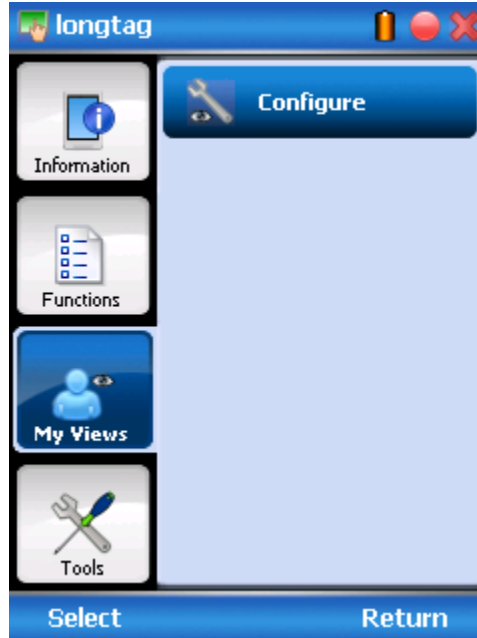 longtag
Configure
Information
Functions
My Views
Tools
Select Return